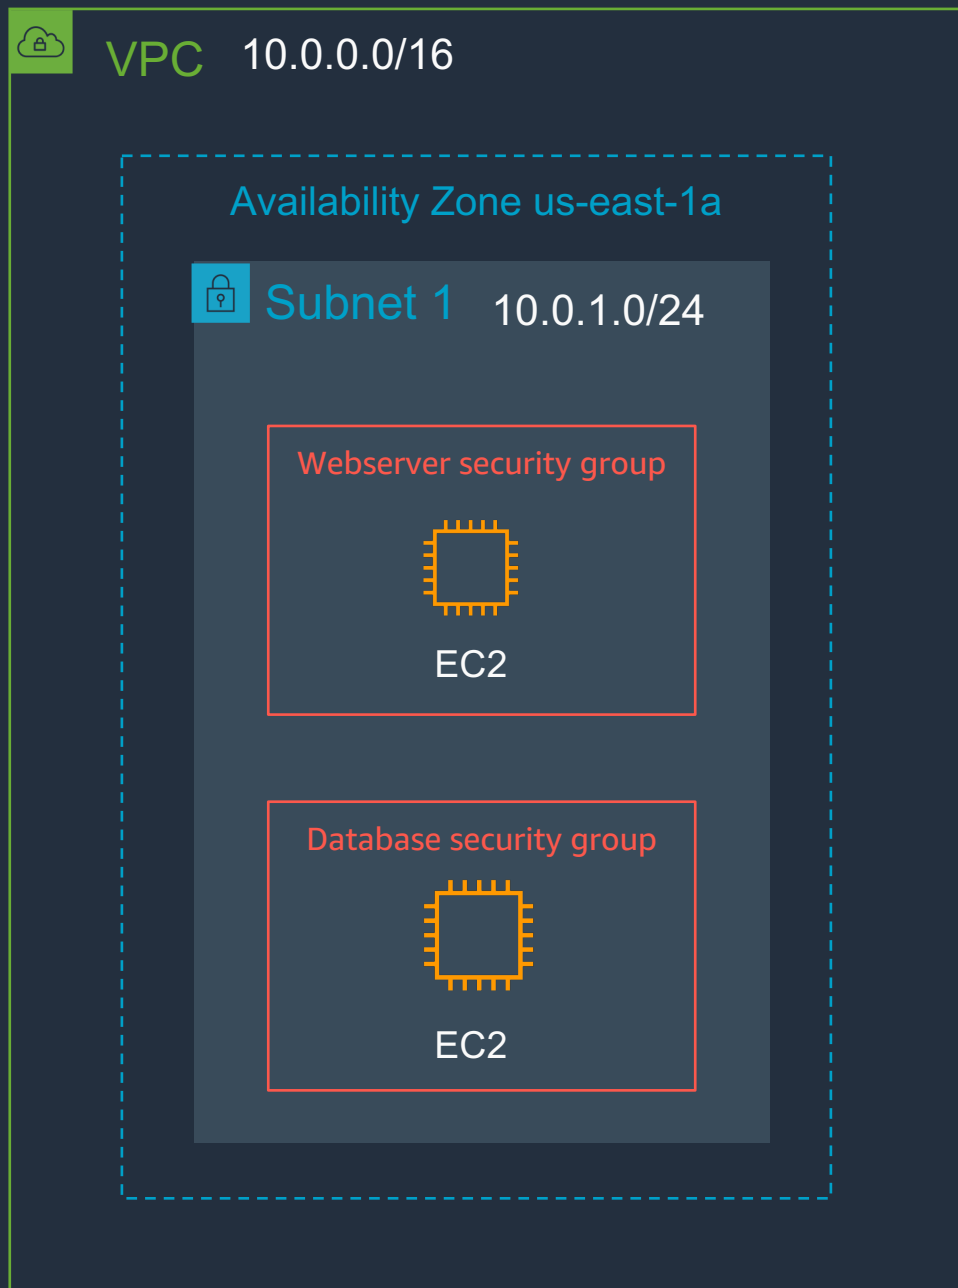 VPC 10.0.0.0/16
Availability Zone us-east-1a
Subnet 1 10.0.1.0/24
Webserver security group
EC2
Database security group
EC2